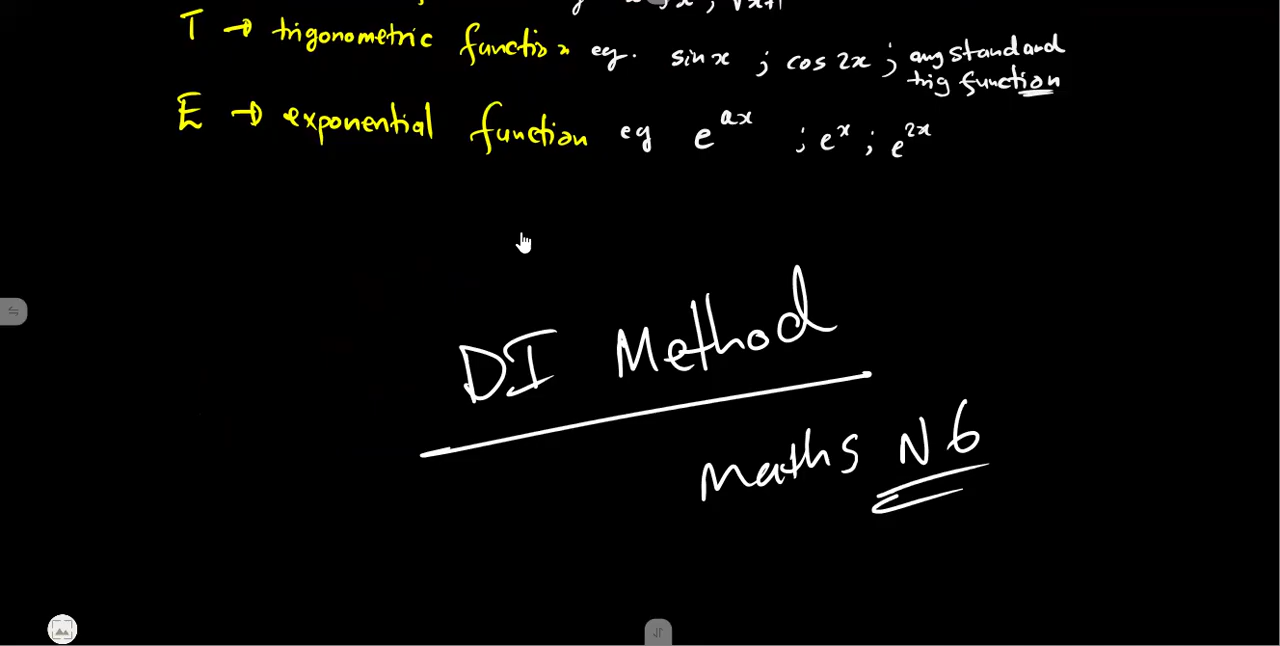 T → trigonometric function eg. sin x ; cos 2x ; any standard
trig function
E → exponential function eg e^ax ; e^x ; e^2x
DI Method
maths N6